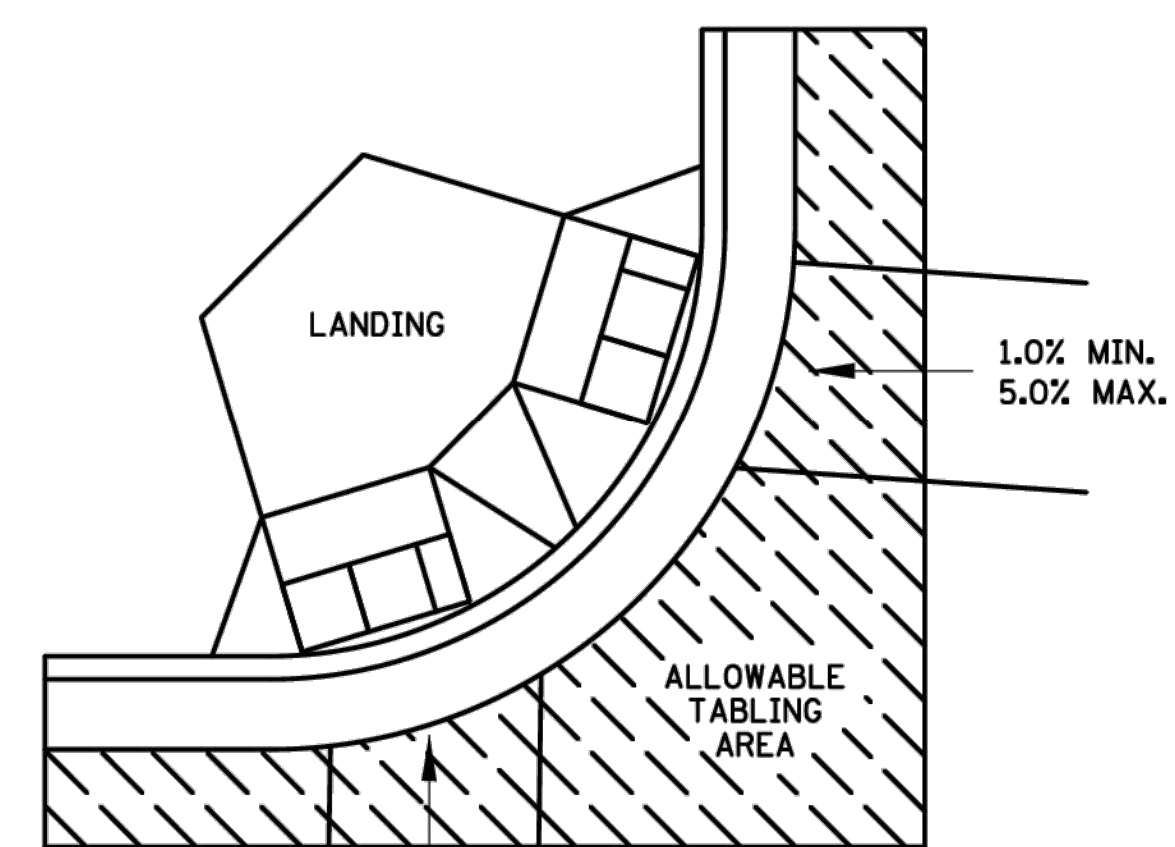 LANDING
1.0% MIN.
5.0% MAX.
ALLOWABLE
TABLING
AREA